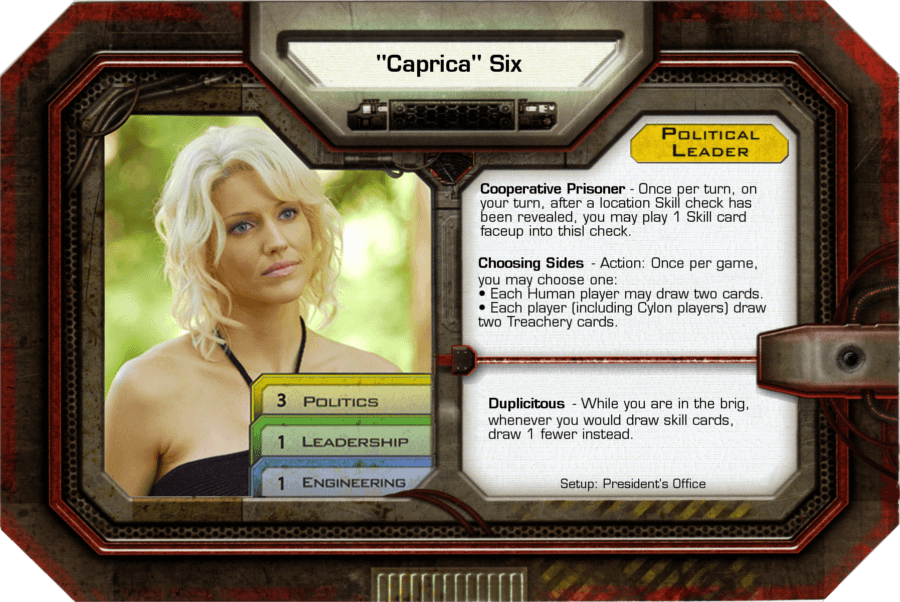 "Caprica" Six
POLITICAL
LEADER
Cooperative Prisoner - Once per turn, on
your turn, after a location Skill check has
been revealed, you may play 1 Skill card
faceup into thisl check.
Choosing Sides - Action: Once per game,
you may choose one:
• Each Human player may draw two cards.
• Each player (including Cylon players) draw
two Treachery cards.
3 POLITICS
1 LEADERSHIP
1 ENGINEERING
Duplicitous - While you are in the brig,
whenever you would draw skill cards,
draw 1 fewer instead.
Setup: President's Office